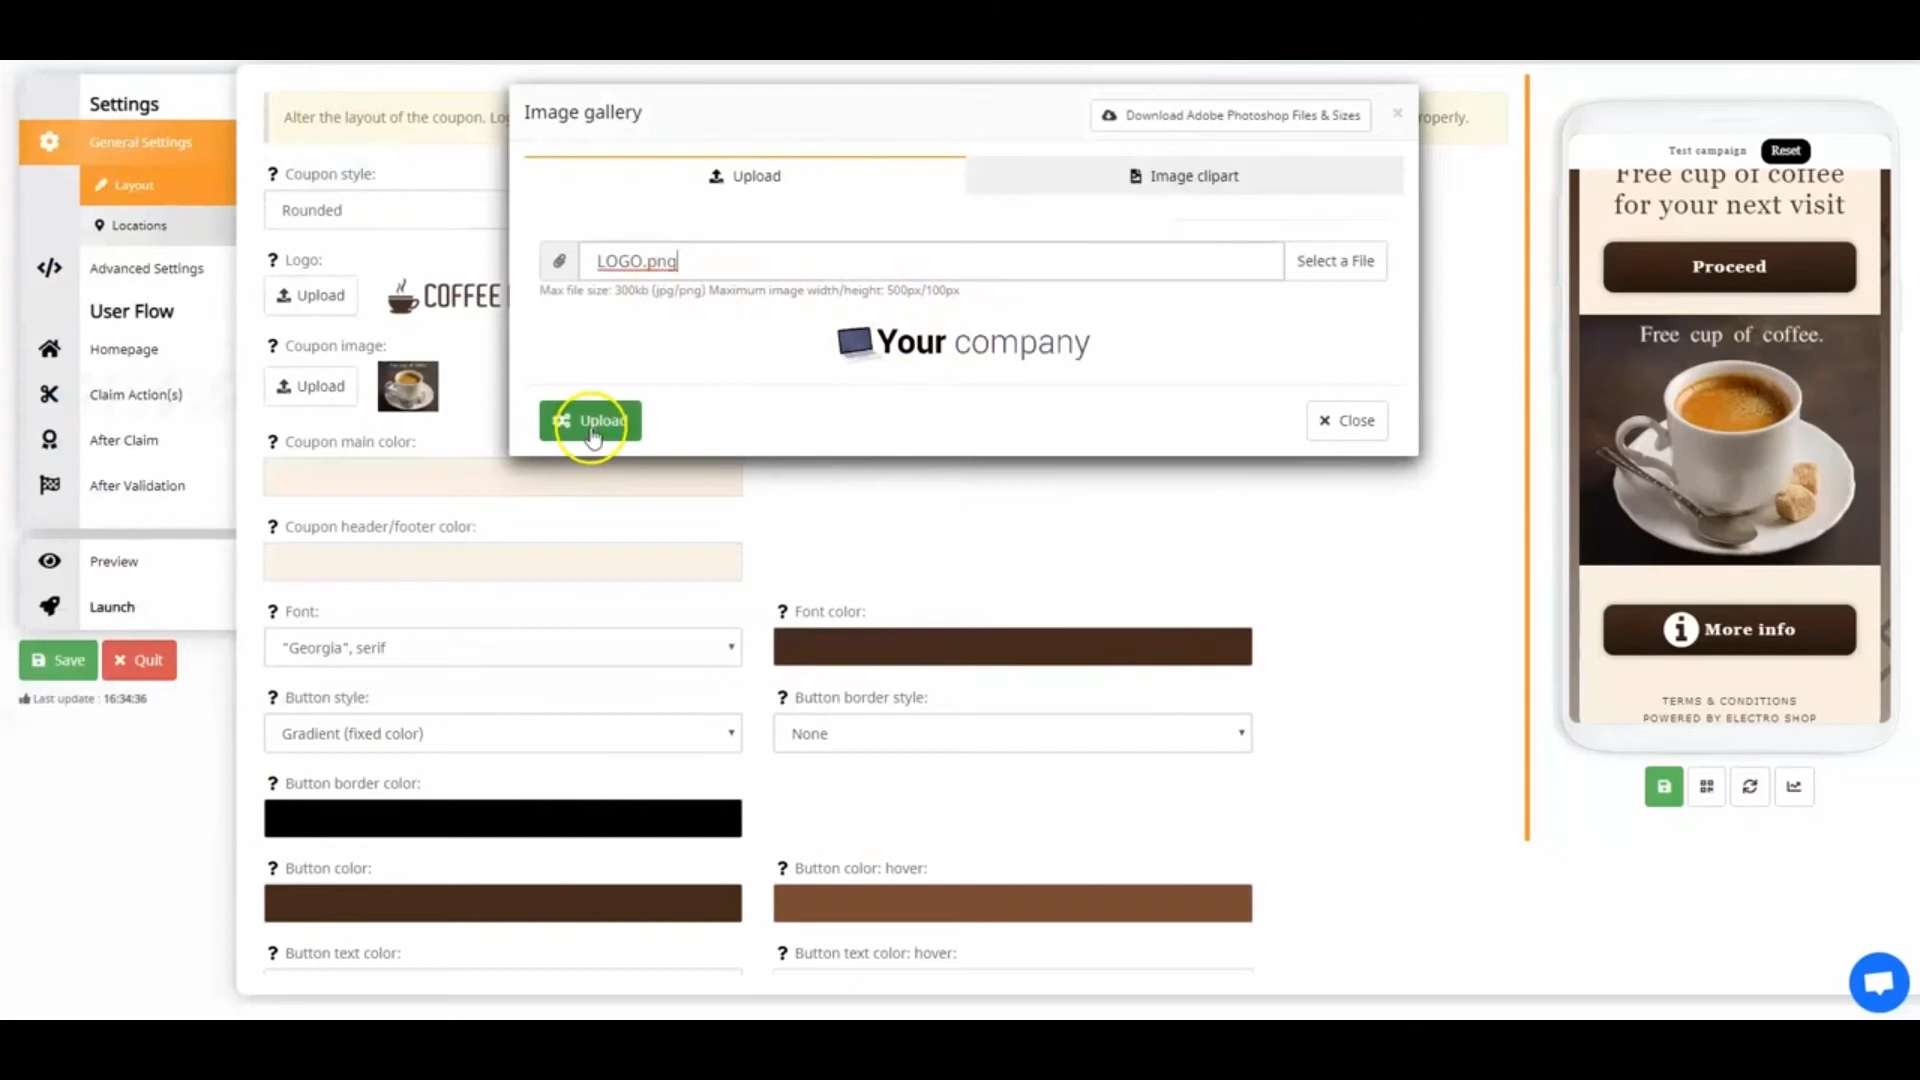 Settings
General Settings
Layout
Locations
Advanced Settings
User Flow
Homepage
Claim Action(s)
After Claim
After Validation
Preview
Launch
Save
Quit
Last update : 16:34:36
Alter the layout of the coupon.
roperly.
? Coupon style:
Rounded
? Logo:
Upload
COFFEE
? Coupon image:
Upload
? Coupon main color:
? Coupon header/footer color:
? Font:
"Georgia", serif
? Font color:
? Button style:
Gradient (fixed color)
? Button border style:
None
? Button border color:
? Button color:
? Button color: hover:
? Button text color:
? Button text color: hover:
Image gallery
Download Adobe Photoshop Files & Sizes
×
Upload
Image clipart
LOGO.png
Select a File
Max file size: 300kb (jpg/png) Maximum image width/height: 500px/100px
Your company
Upload
Close
Test campaign
Reset
Free cup of coffee
for your next visit
Proceed
Free cup of coffee.
More info
TERMS & CONDITIONS
POWERED BY ELECTRO SHOP